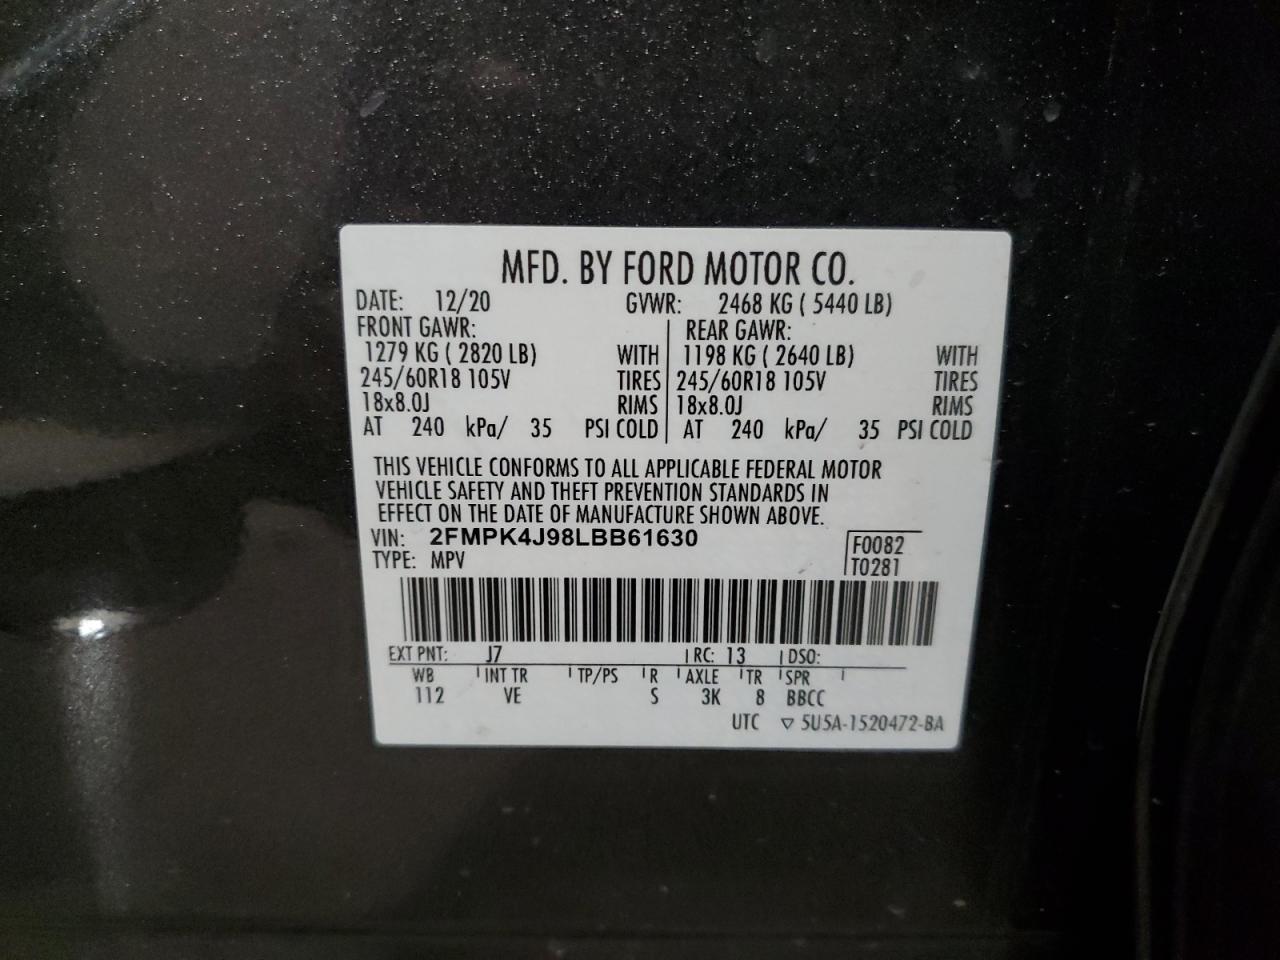 MFD. BY FORD MOTOR CO.
DATE: 12/20 GVWR: 2468 KG ( 5440 LB)
FRONT GAWR: REAR GAWR:
1279 KG ( 2820 LB) WITH 1198 KG ( 2640 LB) WITH
245/60R18 105V TIRES 245/60R18 105V TIRES
18x8.0J RIMS 18x8.0J RIMS
AT 240 kPa/ 35 PSI COLD AT 240 kPa/ 35 PSI COLD
THIS VEHICLE CONFORMS TO ALL APPLICABLE FEDERAL MOTOR
VEHICLE SAFETY AND THEFT PREVENTION STANDARDS IN
EFFECT ON THE DATE OF MANUFACTURE SHOWN ABOVE.
VIN: 2FMPK4J98LBB61630 F0082
TYPE: MPV T0281
EXT PNT: J7 RC: 13 DSO:
WB INT TR TP/PS R AXLE TR SPR
112 VE S 3K 8 BBCC
UTC ▽ 5U5A-1520472-BA